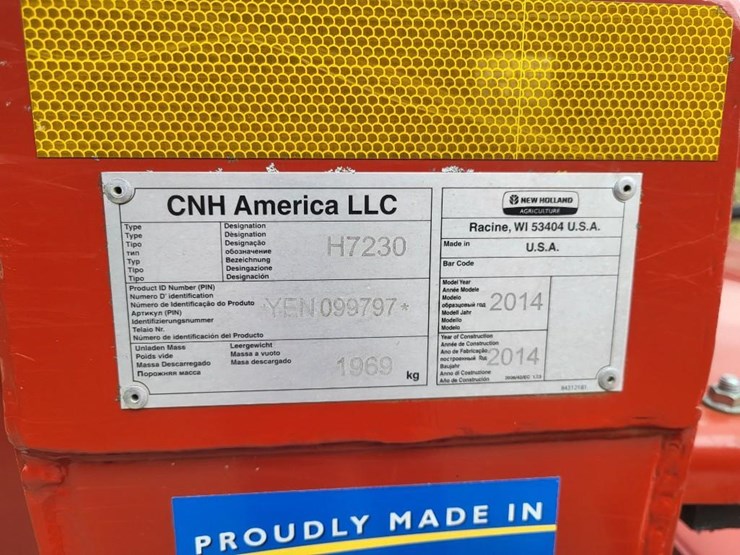 CNH America LLC
Type
Type
Tipo
тип
Typ
Tipo
Tipo
Designation
Désignation
Designação
обозначение
Bezeichnung
Desingazione
Designación
H7230
Product ID Number (PIN)
Numero D' identification
Número de Identificação do Produto
Артикул (PIN)
Identifizierungsnummer
Telaio Nr.
Número de identificación del Producto
YEN099797*
Unladen Mass
Poids vide
Massa Descarregado
Порожняя масса
Leergewicht
Massa a vuoto
Masa descargado
1969
kg
NEW HOLLAND
AGRICULTURE
Racine, WI 53404 U.S.A.
Made in
U.S.A.
Bar Code
Model Year
Année Modele
Modelo
образцовый год
Modell Jahr
Modello
Modelo
2014
Year of Construction
Année de Construction
Ano de Fabricação
построенный Год
Baujahr
Anno di Costruzione
Año de Construción
2014
PROUDLY MADE IN